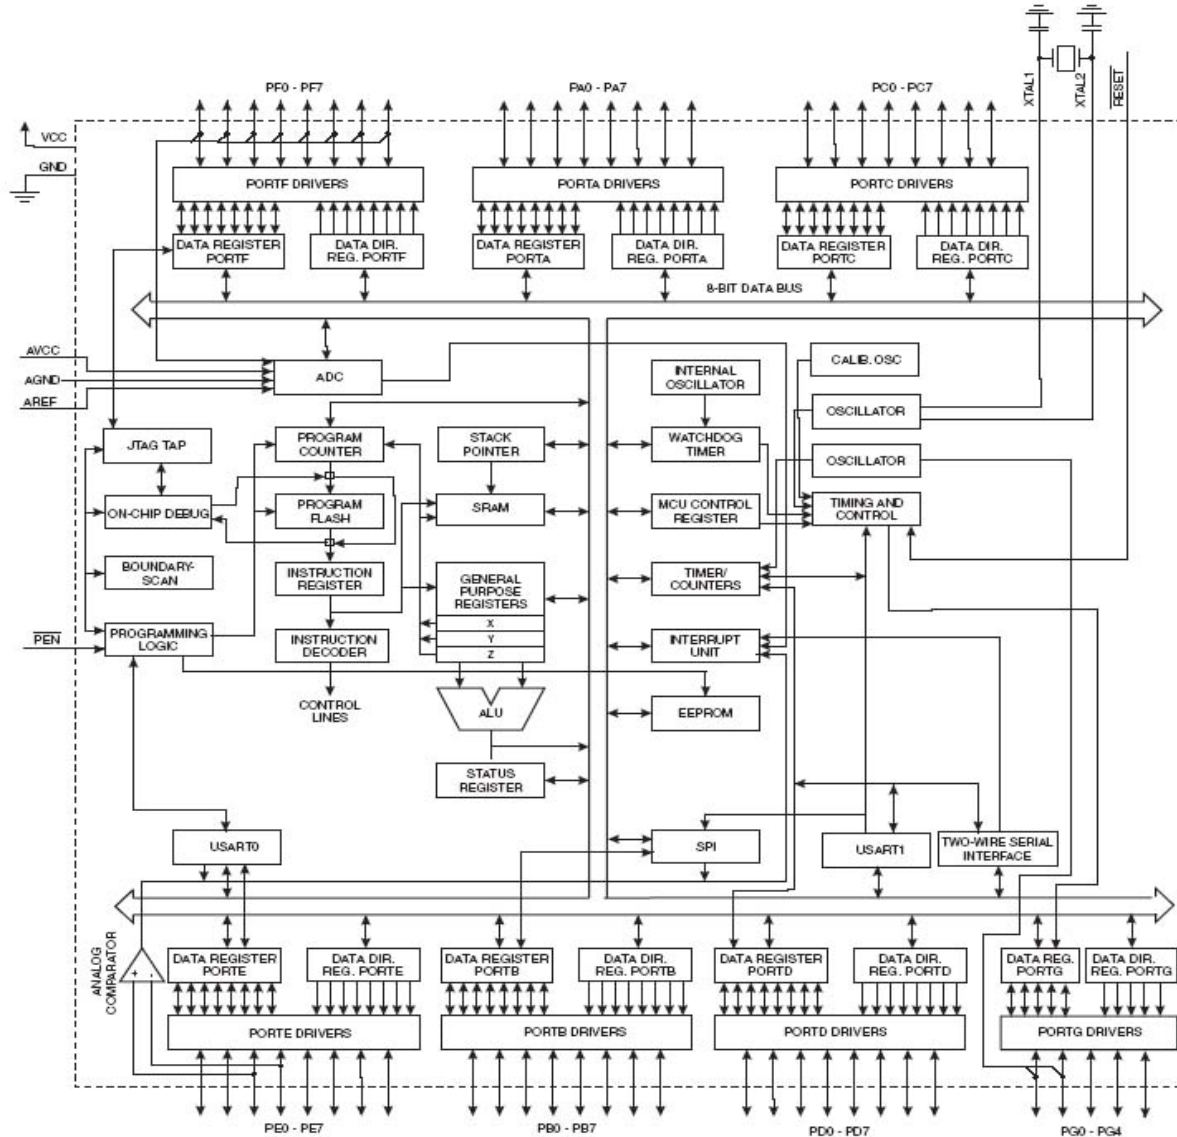 XTAL1
XTAL2
RESET
PF0 - PF7
PA0 - PA7
PC0 - PC7
VCC
GND
PORTF DRIVERS
PORTA DRIVERS
PORTC DRIVERS
DATA REGISTER
PORTF
DATA DIR.
REG. PORTF
DATA REGISTER
PORTA
DATA DIR.
REG. PORTA
DATA REGISTER
PORTC
DATA DIR.
REG. PORTC
8-BIT DATA BUS
AVCC
AGND
AREF
ADC
INTERNAL
OSCILLATOR
CALIB. OSC
OSCILLATOR
JTAG TAP
PROGRAM
COUNTER
STACK
POINTER
WATCHDOG
TIMER
OSCILLATOR
ON-CHIP DEBUG
PROGRAM
FLASH
SRAM
MCU CONTROL
REGISTER
TIMING AND
CONTROL
BOUNDARY-
SCAN
INSTRUCTION
REGISTER
GENERAL
PURPOSE
REGISTERS
X
Y
Z
TIMER/
COUNTERS
PEN
PROGRAMMING
LOGIC
INSTRUCTION
DECODER
INTERRUPT
UNIT
CONTROL
LINES
ALU
EEPROM
STATUS
REGISTER
USART0
SPI
USART1
TWO-WIRE SERIAL
INTERFACE
ANALOG
COMPARATOR
+
-
DATA REGISTER
PORTE
DATA DIR.
REG. PORTE
DATA REGISTER
PORTB
DATA DIR.
REG. PORTB
DATA REGISTER
PORTD
DATA DIR.
REG. PORTD
DATA REG.
PORTG
DATA DIR.
REG. PORTG
PORTE DRIVERS
PORTB DRIVERS
PORTD DRIVERS
PORTG DRIVERS
PE0 - PE7
PB0 - PB7
PD0 - PD7
PG0 - PG4